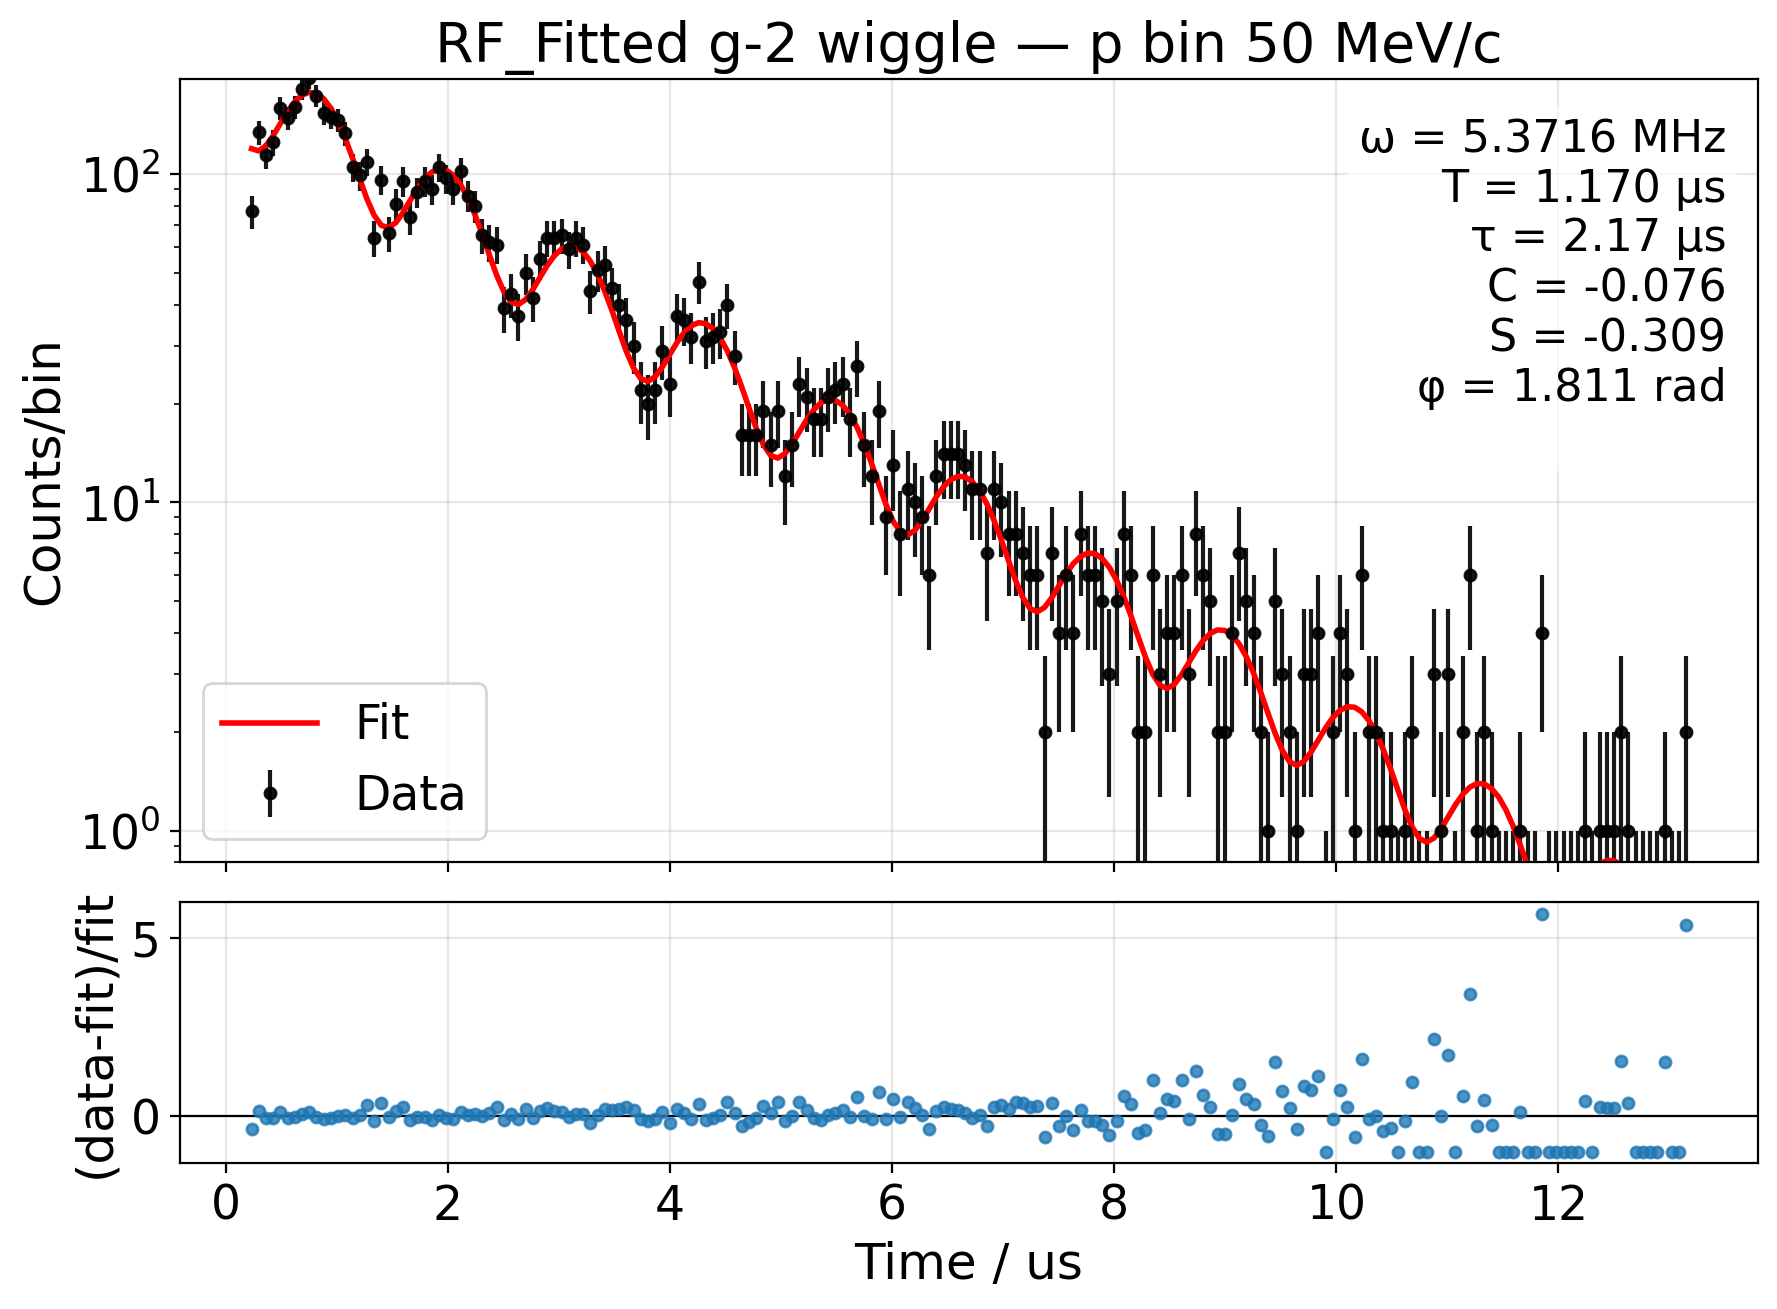 RF_Fitted g-2 wiggle — p bin 50 MeV/c
Counts/bin
10²
10¹
10⁰
ω = 5.3716 MHz
T = 1.170 µs
τ = 2.17 µs
C = -0.076
S = -0.309
φ = 1.811 rad
Fit
Data
(data-fit)/fit
5
0
0 2 4 6 8 10 12
Time / us